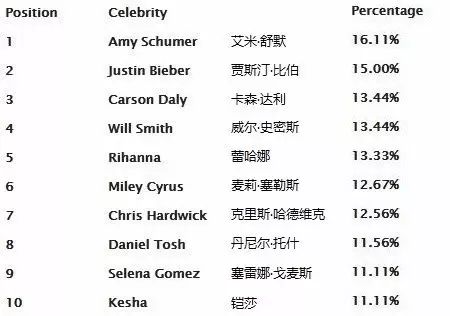 Position Celebrity Percentage
1 Amy Schumer 艾米·舒默 16.11%
2 Justin Bieber 贾斯汀·比伯 15.00%
3 Carson Daly 卡森·达利 13.44%
4 Will Smith 威尔·史密斯 13.44%
5 Rihanna 蕾哈娜 13.33%
6 Miley Cyrus 麦莉·塞勒斯 12.67%
7 Chris Hardwick 克里斯·哈德维克 12.56%
8 Daniel Tosh 丹尼尔·托什 11.56%
9 Selena Gomez 塞雷娜·戈麦斯 11.11%
10 Kesha 铠莎 11.11%